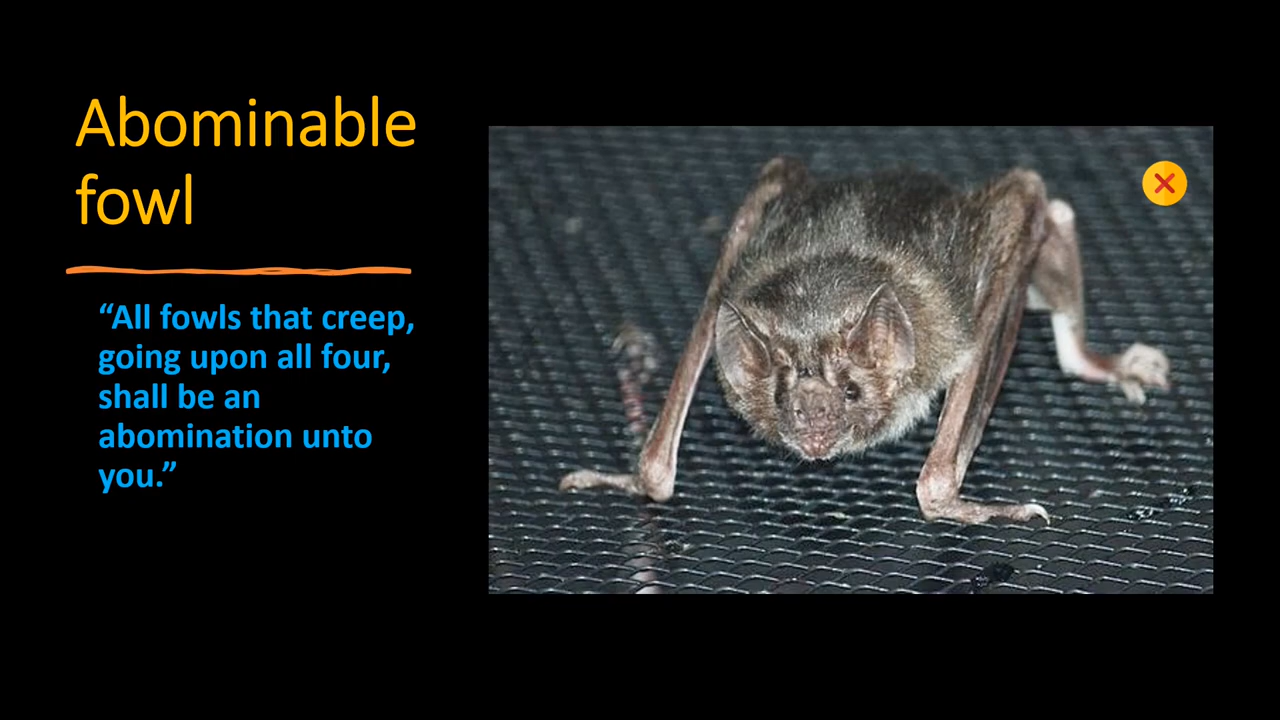 Abominable
fowl
“All fowls that creep,
going upon all four,
shall be an
abomination unto
you.”